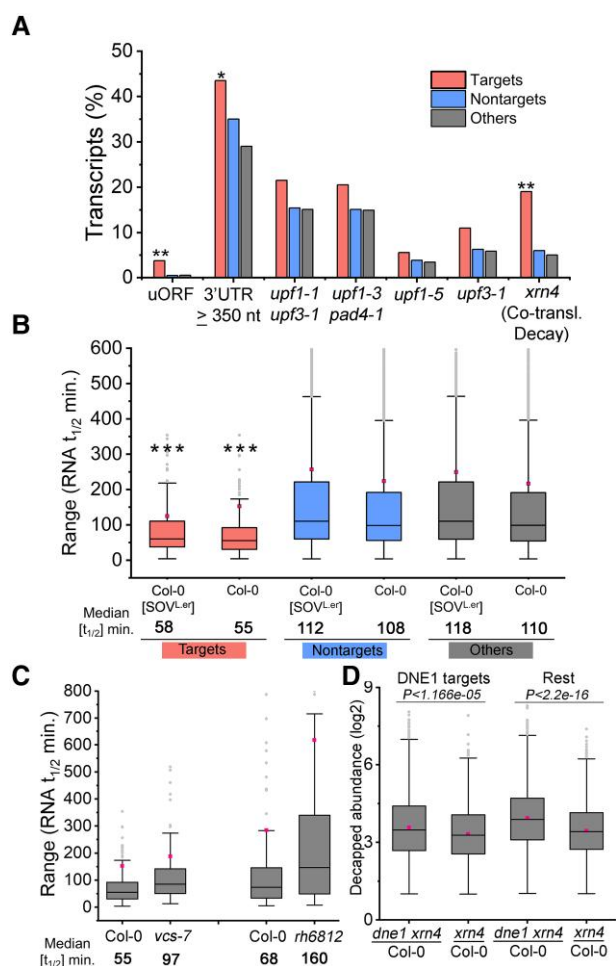 A
Transcripts (%)
50
40
30
20
10
0
Targets
Nontargets
Others
**
*
**
uORF
3'UTR
≥ 350 nt
upf1-1
upf3-1
upf1-3
pad4-1
upf1-5
upf3-1
xrn4
(Co-transl.
Decay)
B
Range (RNA t1/2 min.)
600
500
400
300
200
100
0
***
***
Col-0
[SOVL.er]
Col-0
Col-0
[SOVL.er]
Col-0
Col-0
[SOVL.er]
Col-0
Median
[t1/2] min.
58 55 112 108 118 110
Targets Nontargets Others
C
Range (RNA t1/2 min.)
800
700
600
500
400
300
200
100
0
Col-0 vcs-7 Col-0 rh6812
Median
[t1/2] min.
55 97 68 160
D
DNE1 targets Rest
P<1.166e-05 P<2.2e-16
Decapped abundance (log2)
9
6
3
0
dne1 xrn4
Col-0
xrn4
Col-0
dne1 xrn4
Col-0
xrn4
Col-0